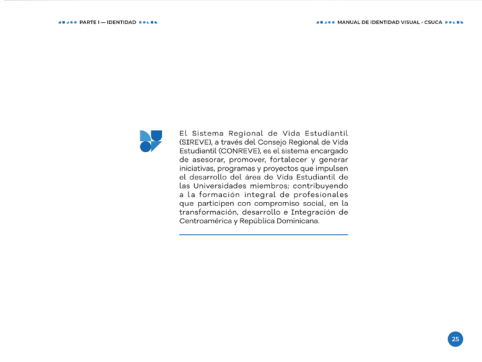 PARTE I — IDENTIDAD
MANUAL DE IDENTIDAD VISUAL - CSUCA
El Sistema Regional de Vida Estudiantil
(SIREVE), a través del Consejo Regional de Vida
Estudiantil (CONREVE), es el sistema encargado
de asesorar, promover, fortalecer y generar
iniciativas, programas y proyectos que impulsen
el desarrollo del área de Vida Estudiantil de
las Universidades miembros; contribuyendo
a la formación integral de profesionales
que participen con compromiso social, en la
transformación, desarrollo e Integración de
Centroamérica y República Dominicana.
25